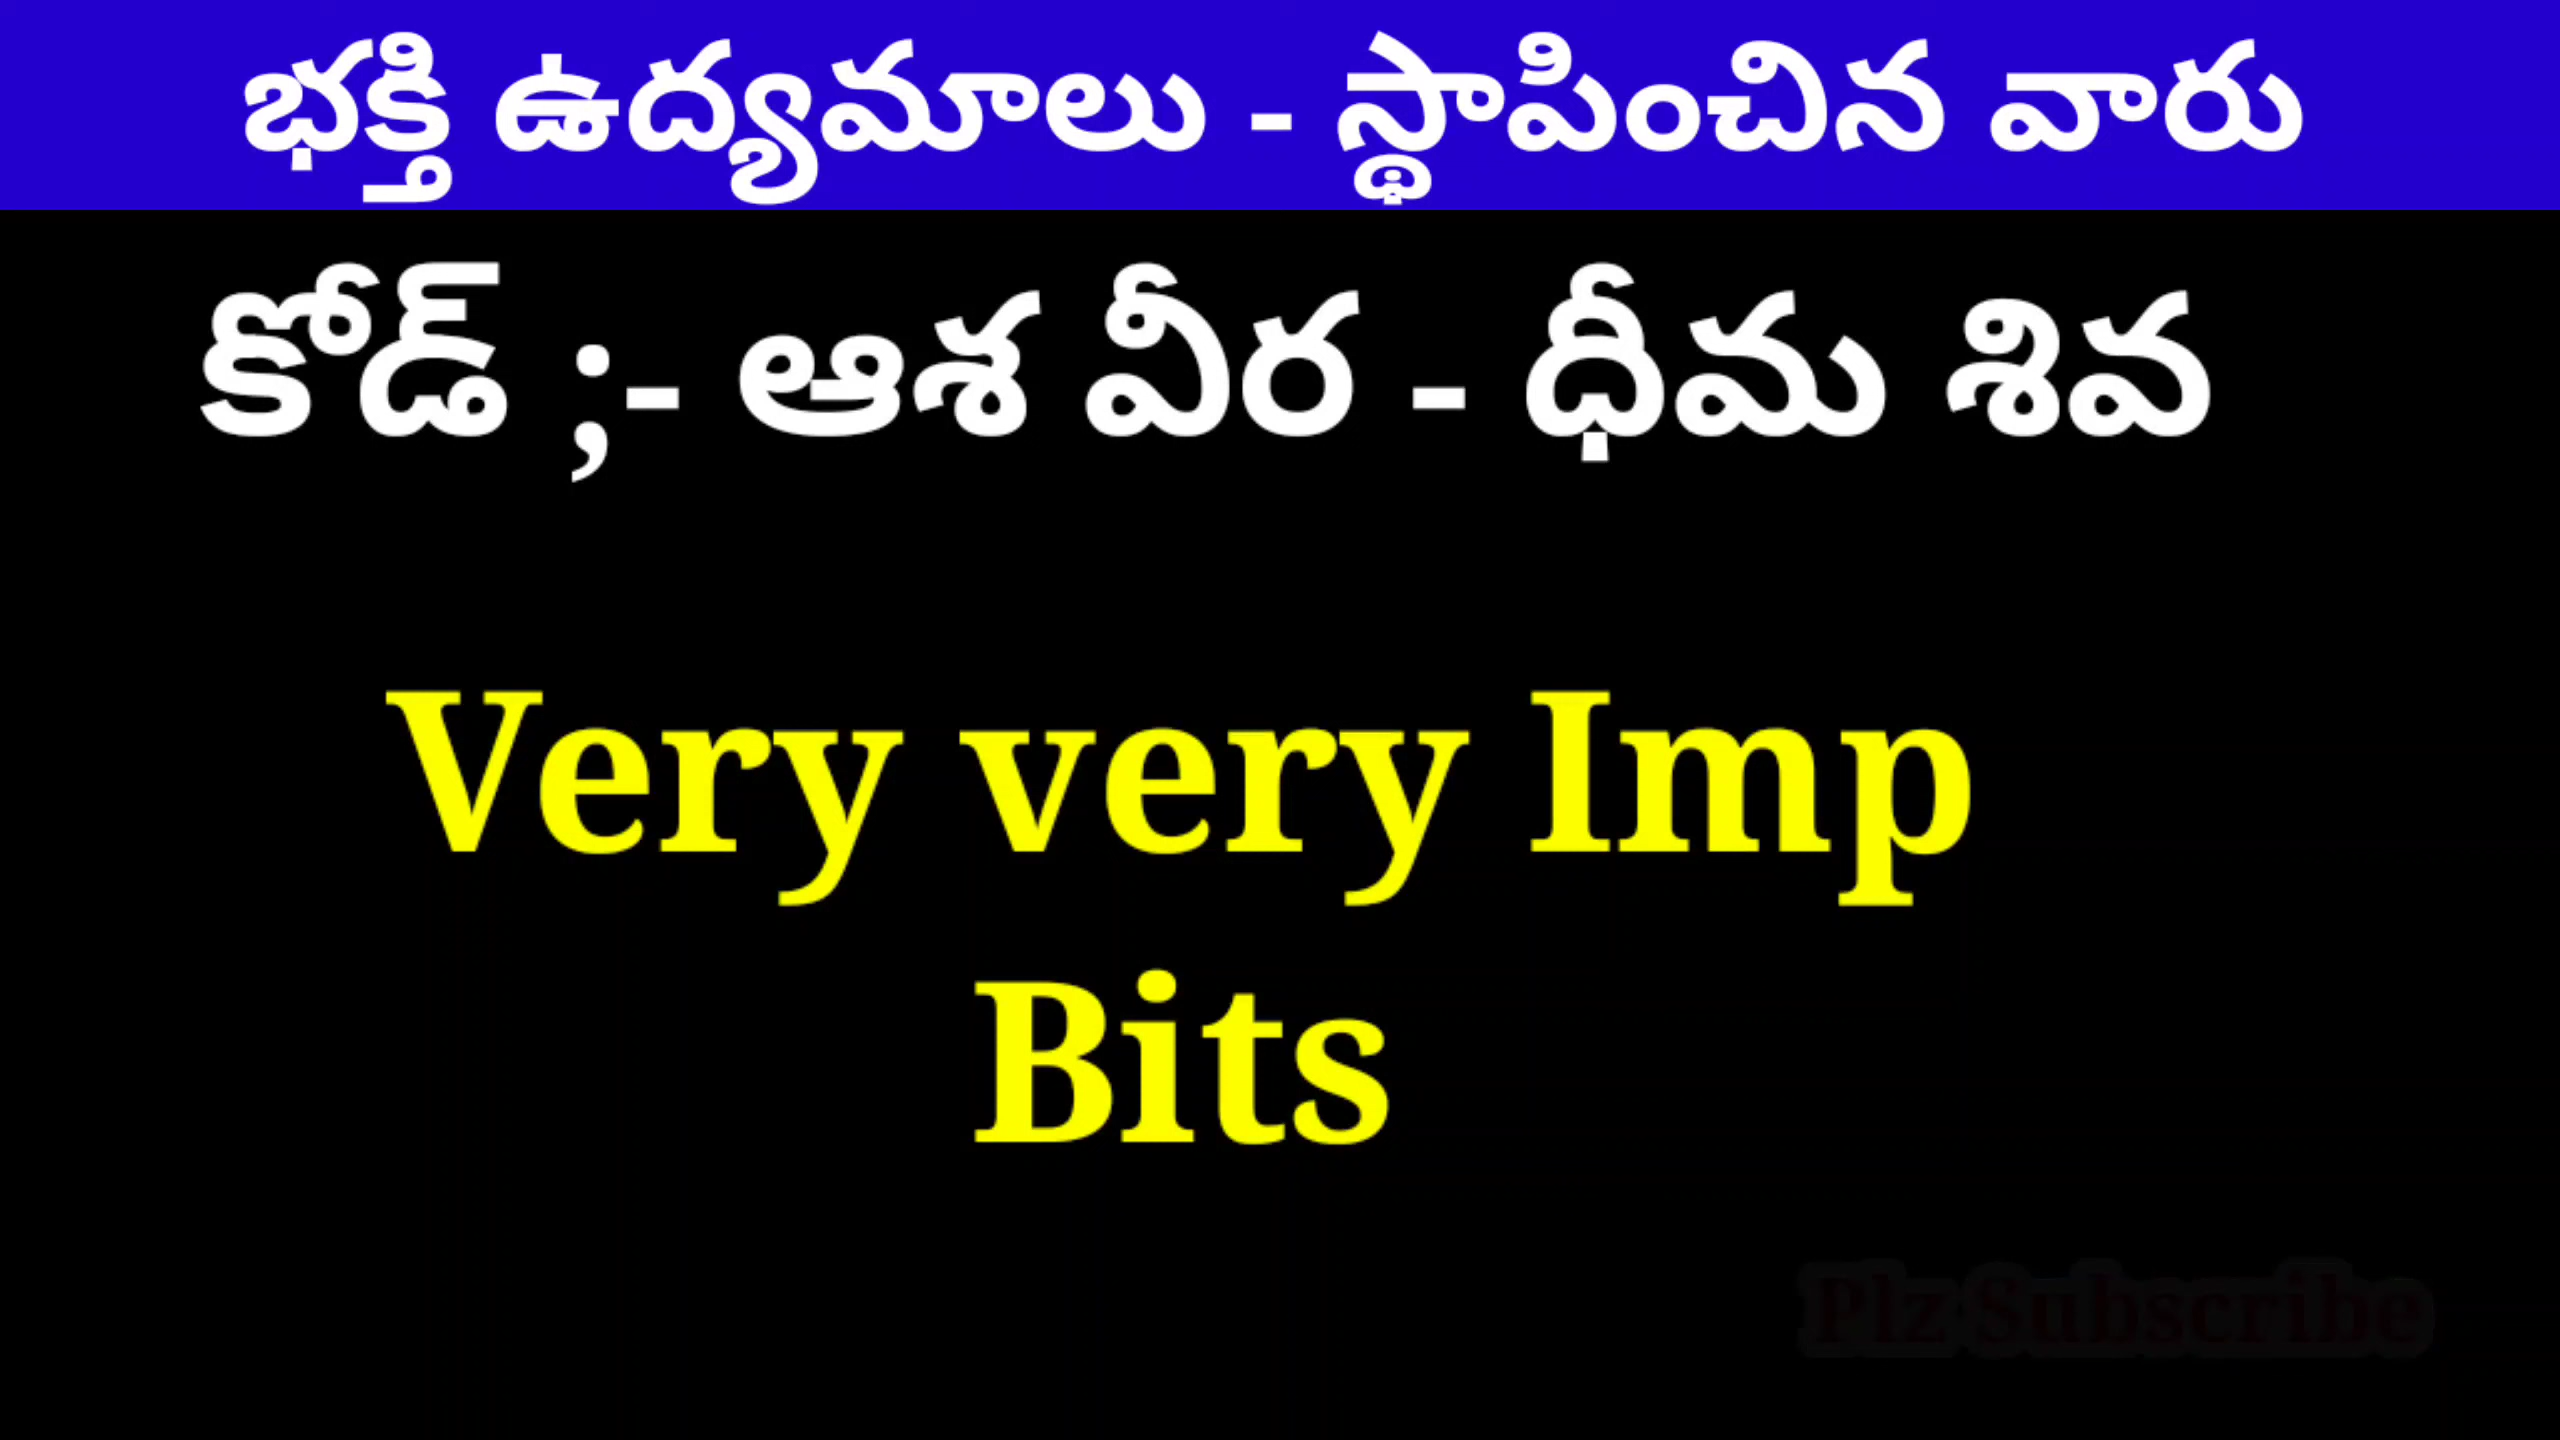 భక్తి ఉద్యమాలు - స్థాపించిన వారు
కోడ్ ;- ఆశ వీర - ధీమ శివ
Very very Imp
Bits
Plz Subscribe